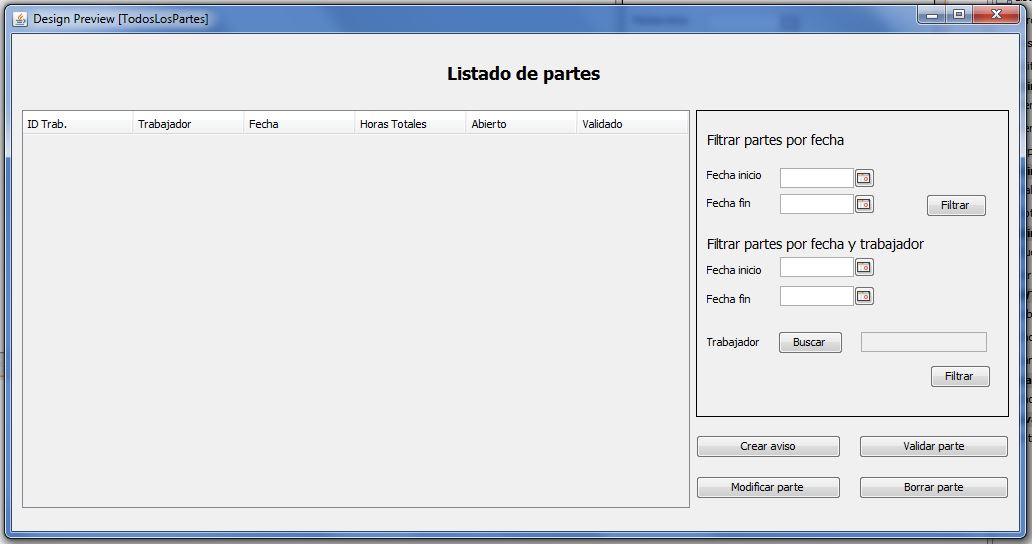 Design Preview [TodosLosPartes]
Listado de partes
ID Trab. Trabajador Fecha Horas Totales Abierto Validado
Filtrar partes por fecha
Fecha inicio
Fecha fin
Filtrar
Filtrar partes por fecha y trabajador
Fecha inicio
Fecha fin
Trabajador Buscar
Filtrar
Crear aviso Validar parte
Modificar parte Borrar parte